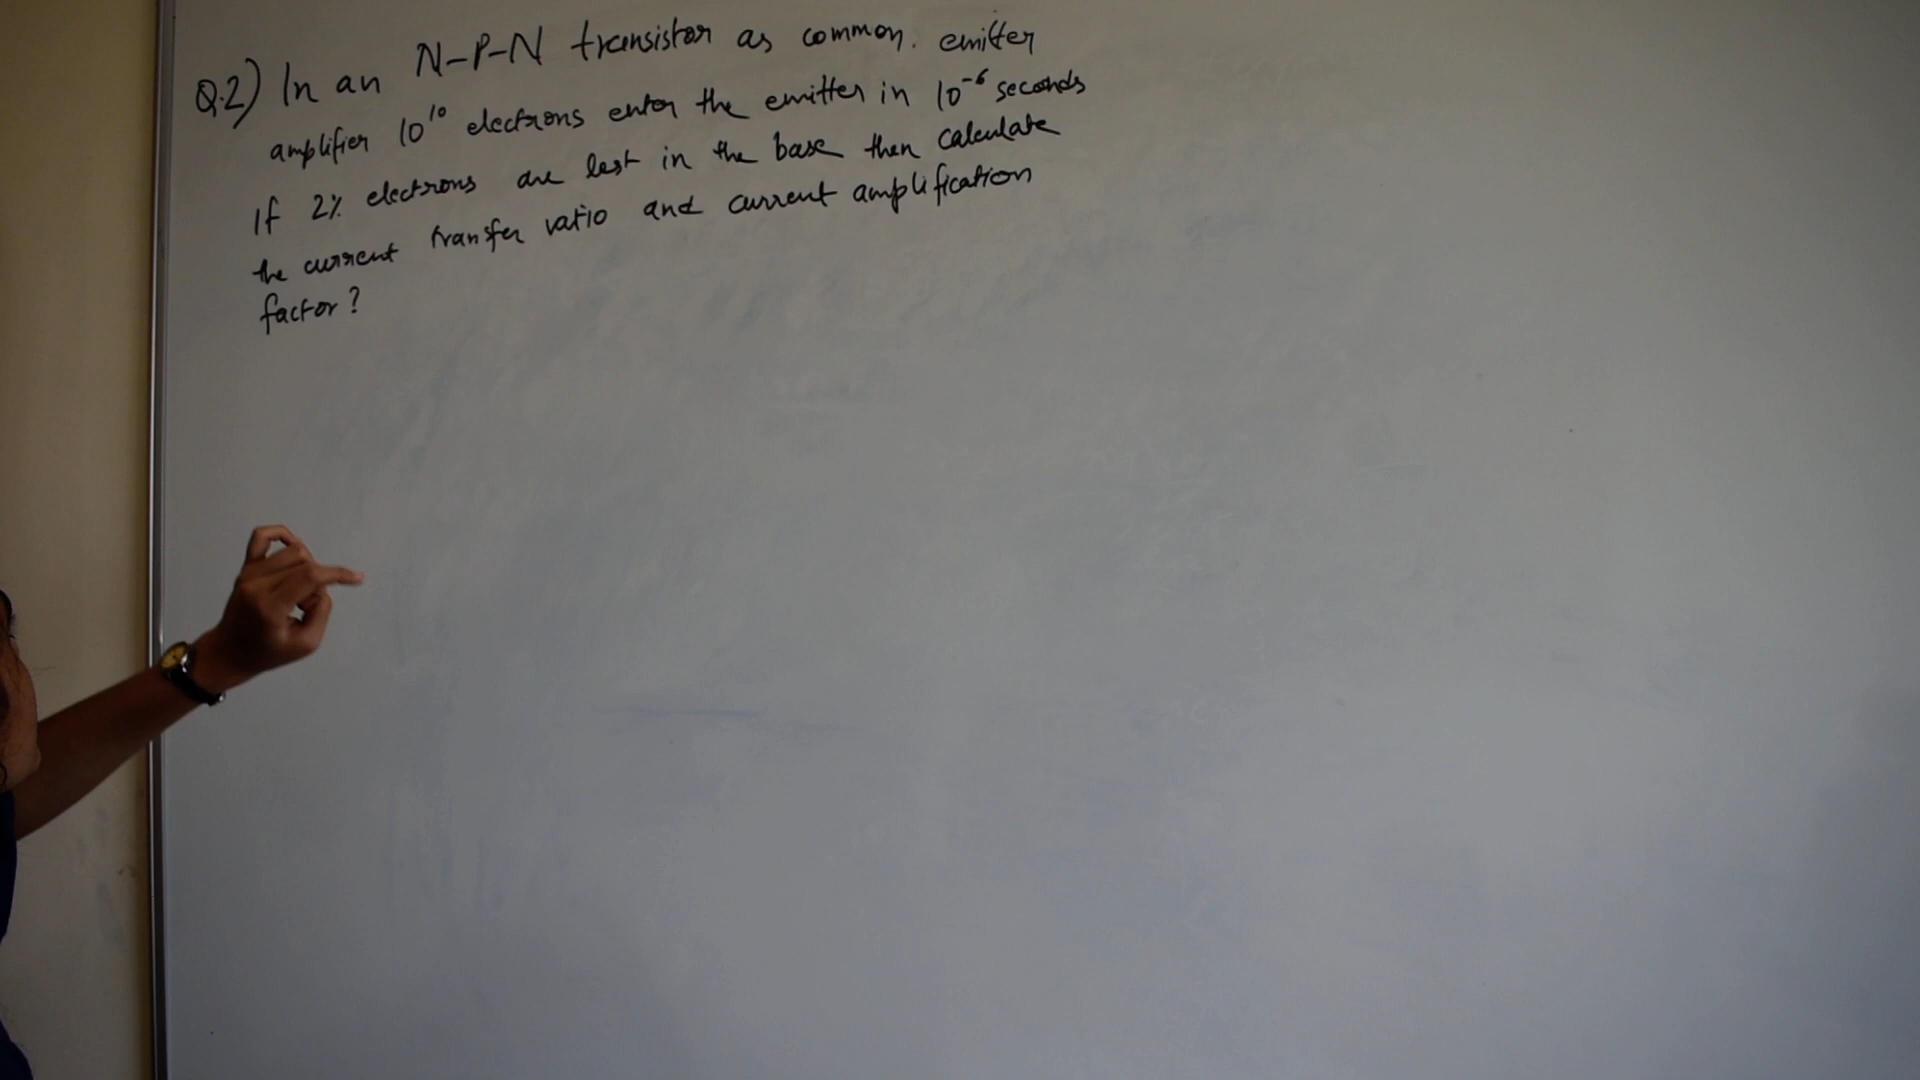 Q.2) In an N-P-N transistor as common. emitter
amplifier 10¹⁰ electrons enter the emitter in 10⁻⁶ seconds
If 2% electrons are lost in the base then calculate
the current transfer ratio and current amplification
factor?